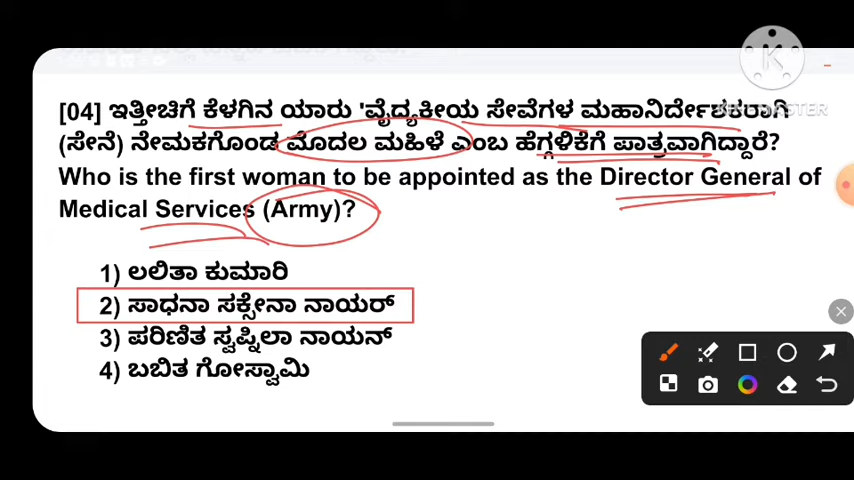 [04] ಇತ್ತೀಚಿಗೆ ಕೆಳಗಿನ ಯಾರು 'ವೈದ್ಯಕೀಯ ಸೇವೆಗಳ ಮಹಾನಿರ್ದೇಶಕರಾಗಿ
(ಸೇನೆ) ನೇಮಕಗೊಂಡ ಮೊದಲ ಮಹಿಳೆ ಎಂಬ ಹೆಗ್ಗಳಿಕೆಗೆ ಪಾತ್ರವಾಗಿದ್ದಾರೆ?
Who is the first woman to be appointed as the Director General of
Medical Services (Army)?
1) ಲಲಿತಾ ಕುಮಾರಿ
2) ಸಾಧನಾ ಸಕ್ಸೇನಾ ನಾಯರ್
3) ಪರಿಣಿತ ಸ್ವಪ್ನಿಲಾ ನಾಯನ್
4) ಬಬಿತ ಗೋಸ್ವಾಮಿ